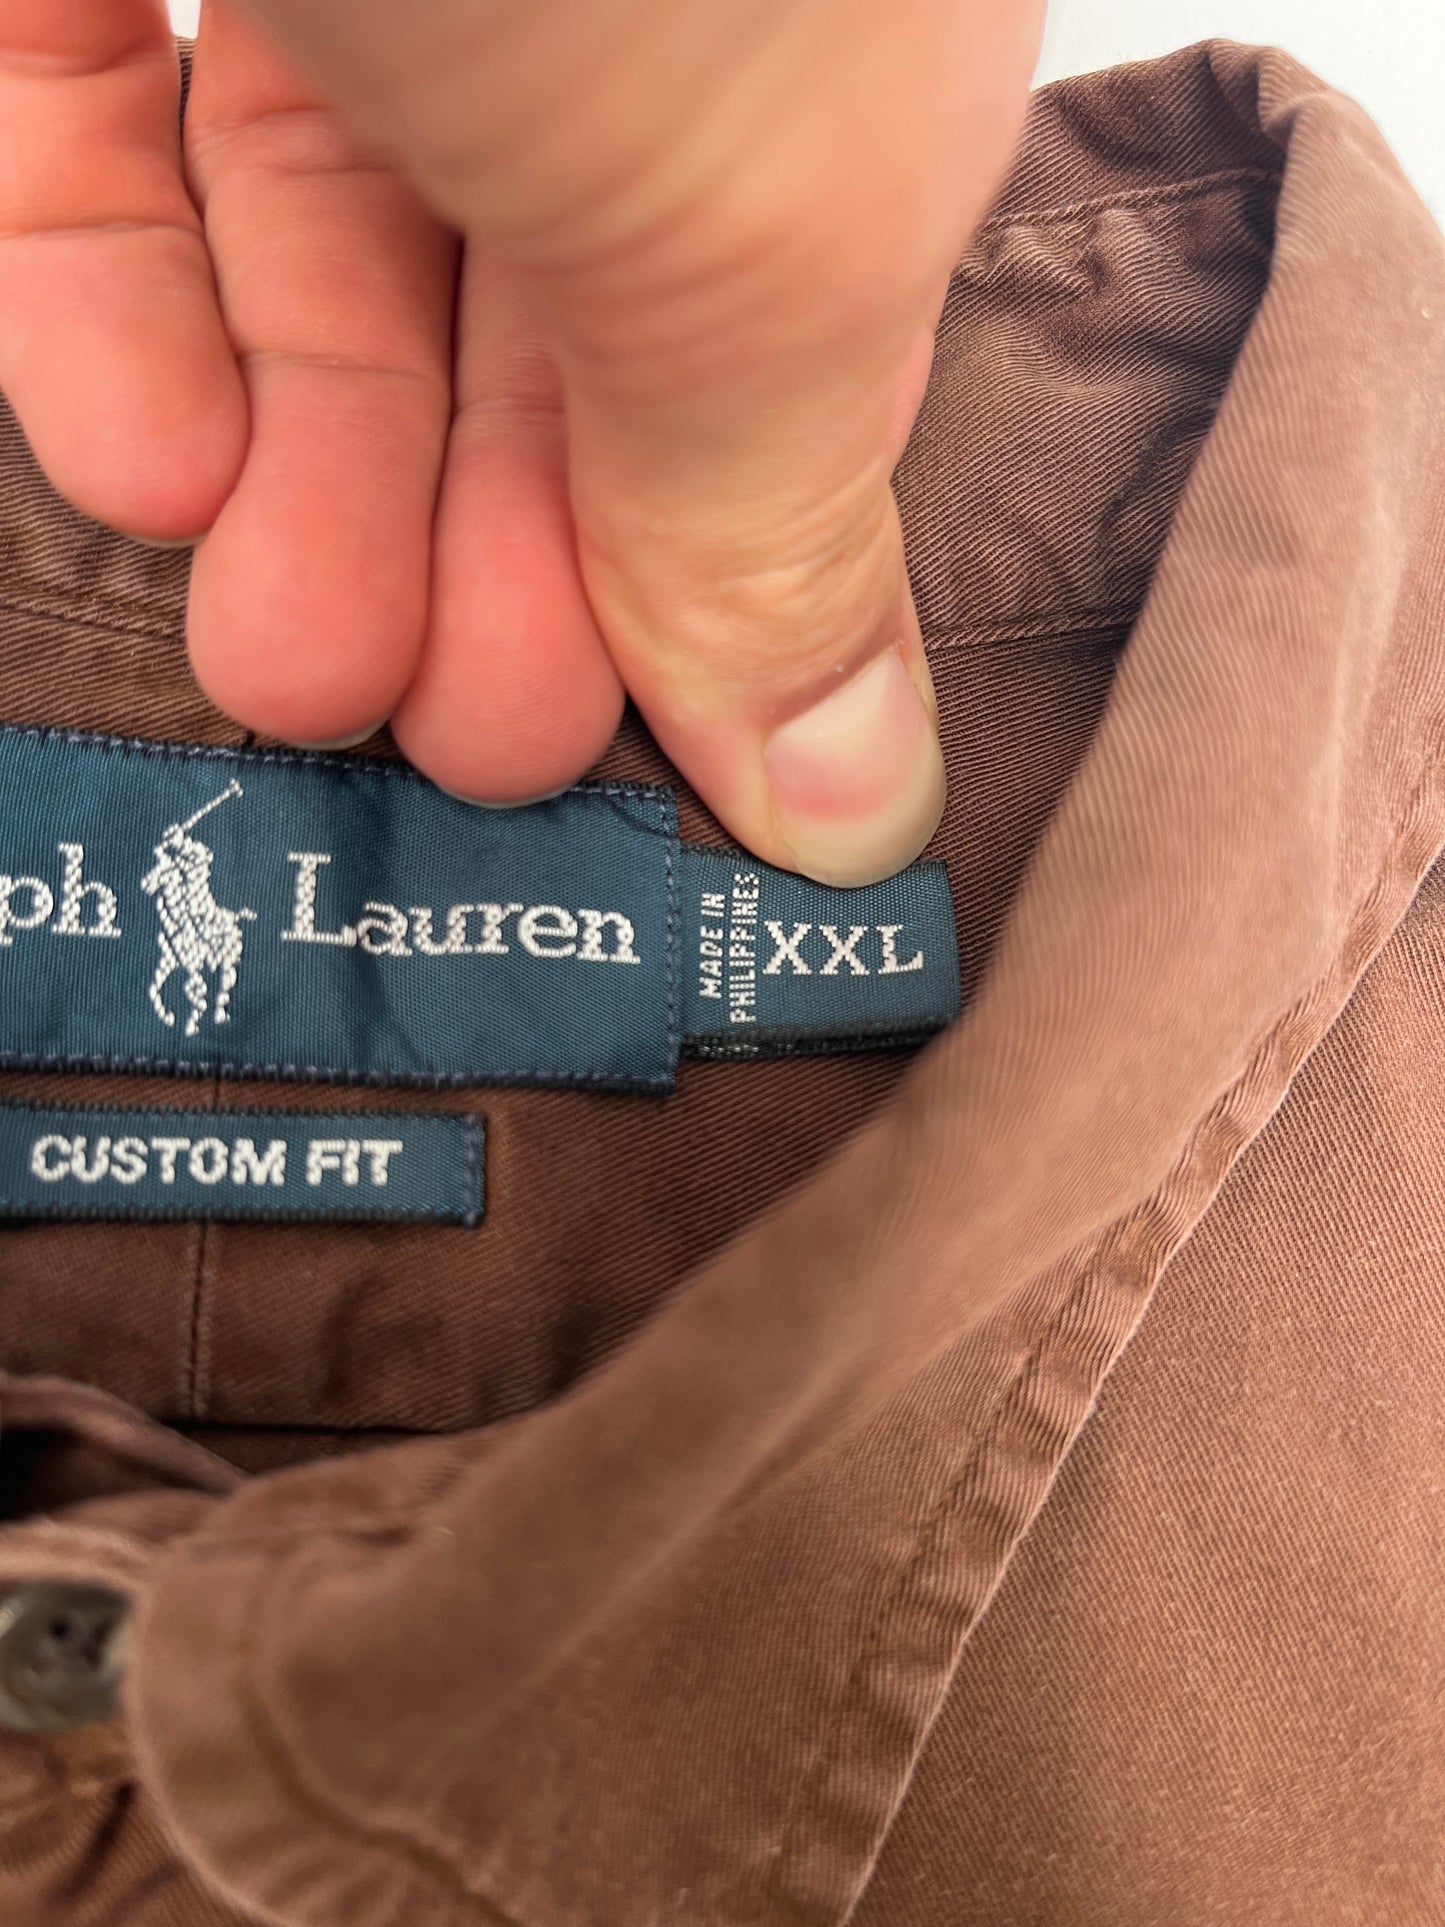 ph Lauren
MADE IN
PHILIPPINES
XXL
CUSTOM FIT